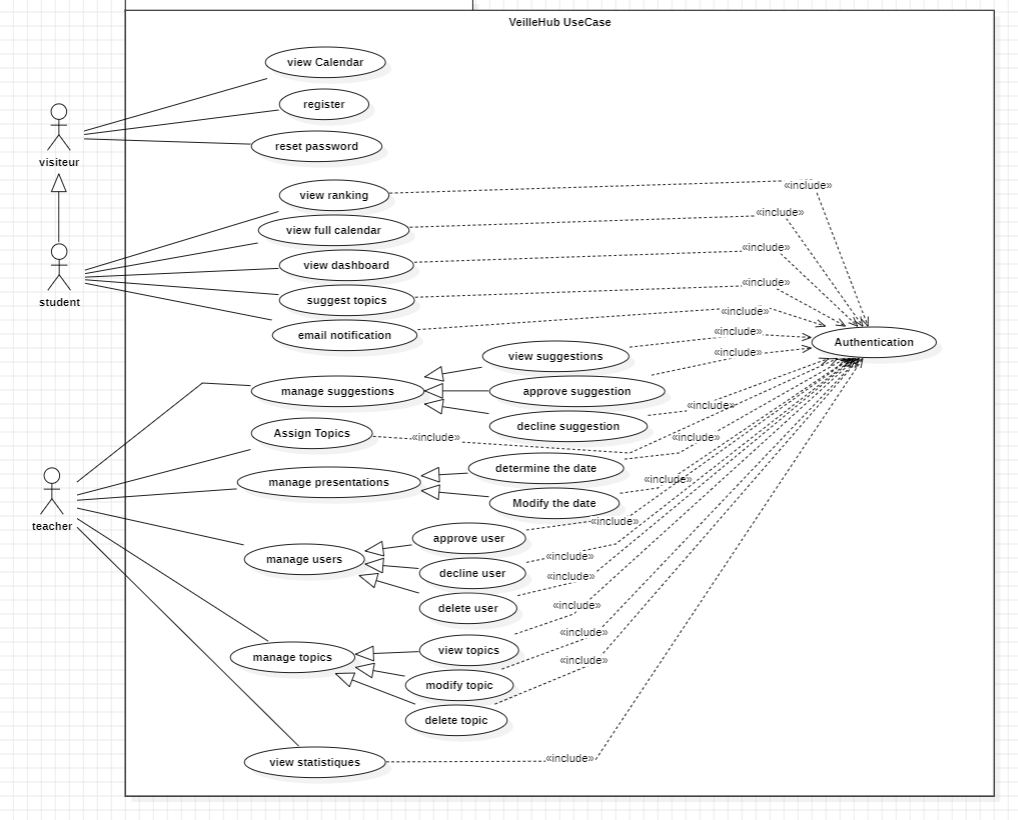 VeilleHub UseCase
view Calendar
register
visiteur
reset password
view ranking
«include»
view full calendar
«include»
view dashboard
«include»
student
suggest topics
«include»
email notification
«include»
view suggestions
«include»
Authentication
manage suggestions
approve suggestion
«include»
decline suggestion
«include»
Assign Topics
«include»
«include»
manage presentations
determine the date
«include»
Modify the date
teacher
approve user
«include»
manage users
decline user
«include»
«include»
delete user
«include»
manage topics
view topics
«include»
modify topic
«include»
delete topic
view statistiques
«include»